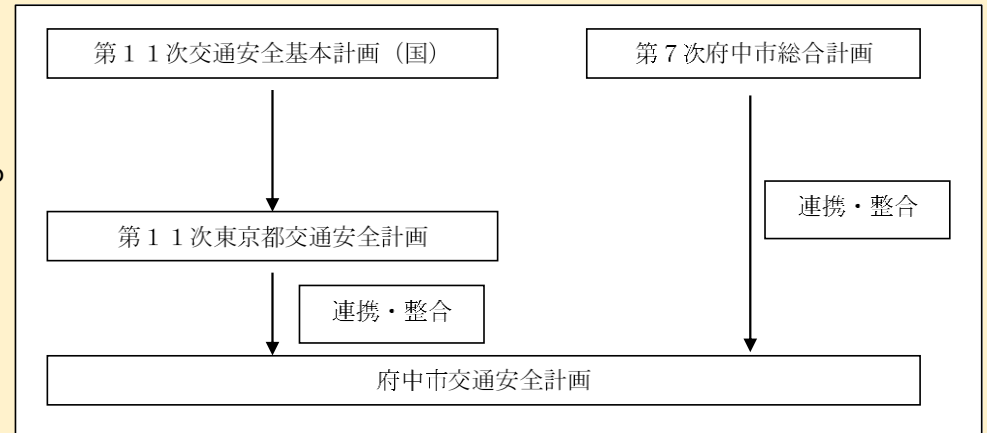 第１１次交通安全基本計画（国）
第７次府中市総合計画
連携・整合
第１１次東京都交通安全計画
連携・整合
府中市交通安全計画